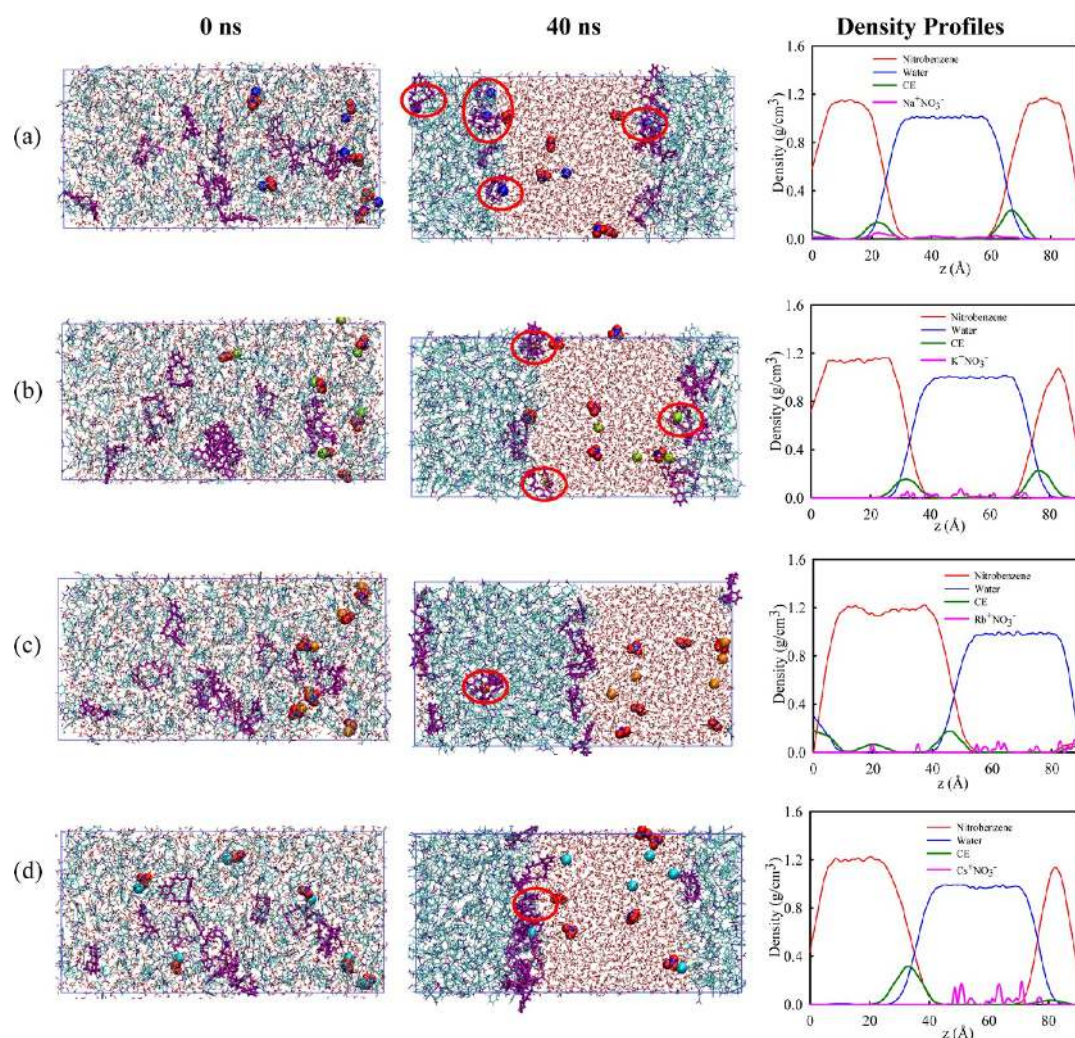 0 ns 40 ns Density Profiles
(a)
1.6
1.2
0.8
0.4
0.0
Density (g/cm³)
Nitrobenzene
Water
CE
Na⁺NO₃⁻
0 20 40 60 80
z (Å)
(b)
1.6
1.2
0.8
0.4
0.0
Density (g/cm³)
Nitrobenzene
Water
CE
K⁺NO₃⁻
0 20 40 60 80
z (Å)
(c)
1.6
1.2
0.8
0.4
0.0
Density (g/cm³)
Nitrobenzene
Water
CE
Rb⁺NO₃⁻
0 20 40 60 80
z (Å)
(d)
1.6
1.2
0.8
0.4
0.0
Density (g/cm³)
Nitrobenzene
Water
CE
Cs⁺NO₃⁻
0 20 40 60 80
z (Å)